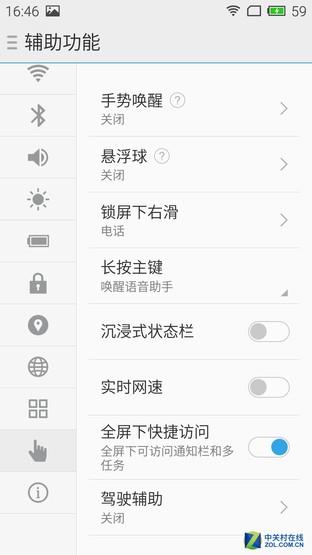 16:46
59
辅助功能
手势唤醒 ?
关闭
悬浮球 ?
关闭
锁屏下右滑
电话
长按主键
唤醒语音助手
沉浸式状态栏
实时网速
全屏下快捷访问
全屏下可访问通知栏和多
任务
驾驶辅助
关闭
中关村在线
ZOL.COM.CN